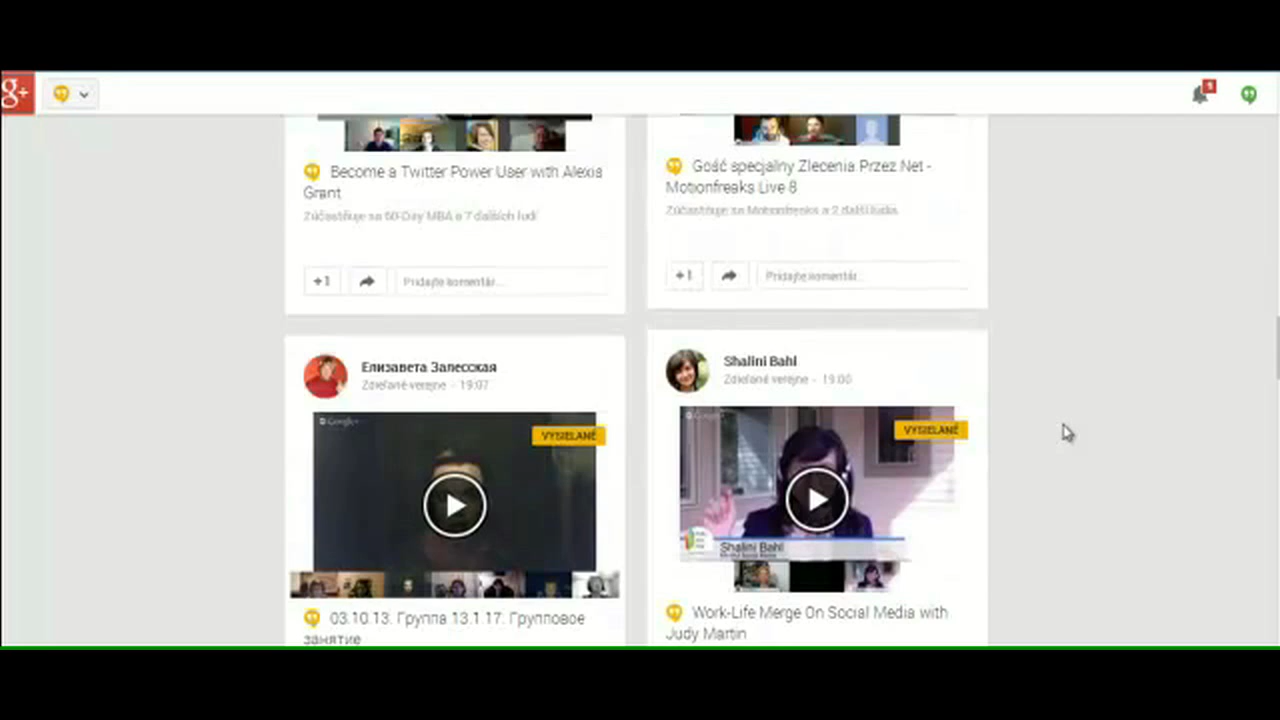 g+
1
Become a Twitter Power User with Alexis
Grant
Zúčastňuje sa 60-Day MBA a 7 ďalších ľudí
+1
Pridajte komentár...
Gość specjalny Zlecenia Przez Net -
Motionfreaks Live 8
Zúčastňuje sa Motionfreaks a 2 ďalší ľudia
+1
Pridajte komentár...
Елизавета Залесская
Zdieľané verejne - 19:07
Google+
VYSIELANÉ
03.10.13. Группа 13.1.17. Групповое
занятие
Shalini Bahl
Zdieľané verejne - 19:00
Google+
VYSIELANÉ
Shalini Bahl
Work-Life Merge On Social Media with
Judy Martin